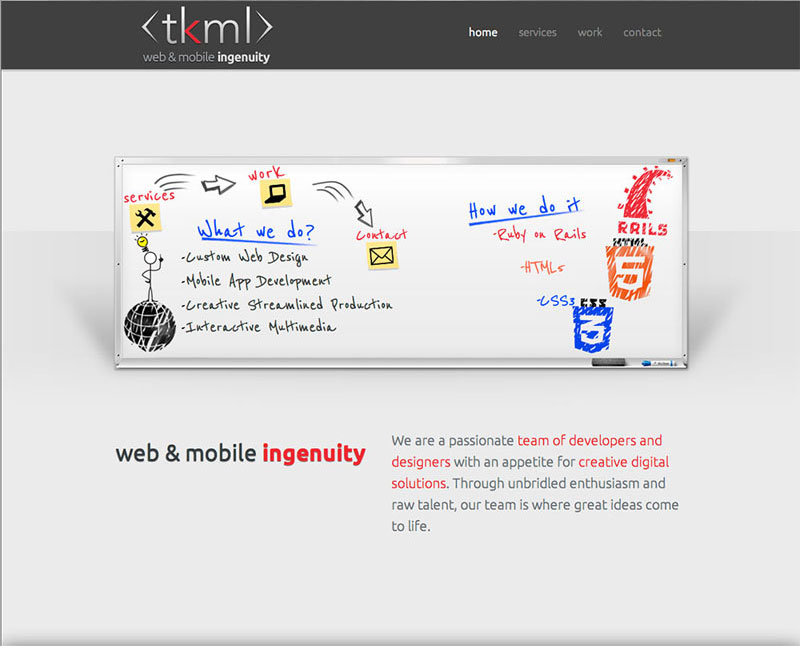 <tkml>
web & mobile ingenuity
home services work contact
services
work
contact
What we do?
-Custom Web Design
-Mobile App Development
-Creative Streamlined Production
-Interactive Multimedia
How we do it
-Ruby on Rails
RAILS
-HTML5
HTML
5
-CSS3
CSS
3
web & mobile ingenuity
We are a passionate team of developers and
designers with an appetite for creative digital
solutions. Through unbridled enthusiasm and
raw talent, our team is where great ideas come
to life.